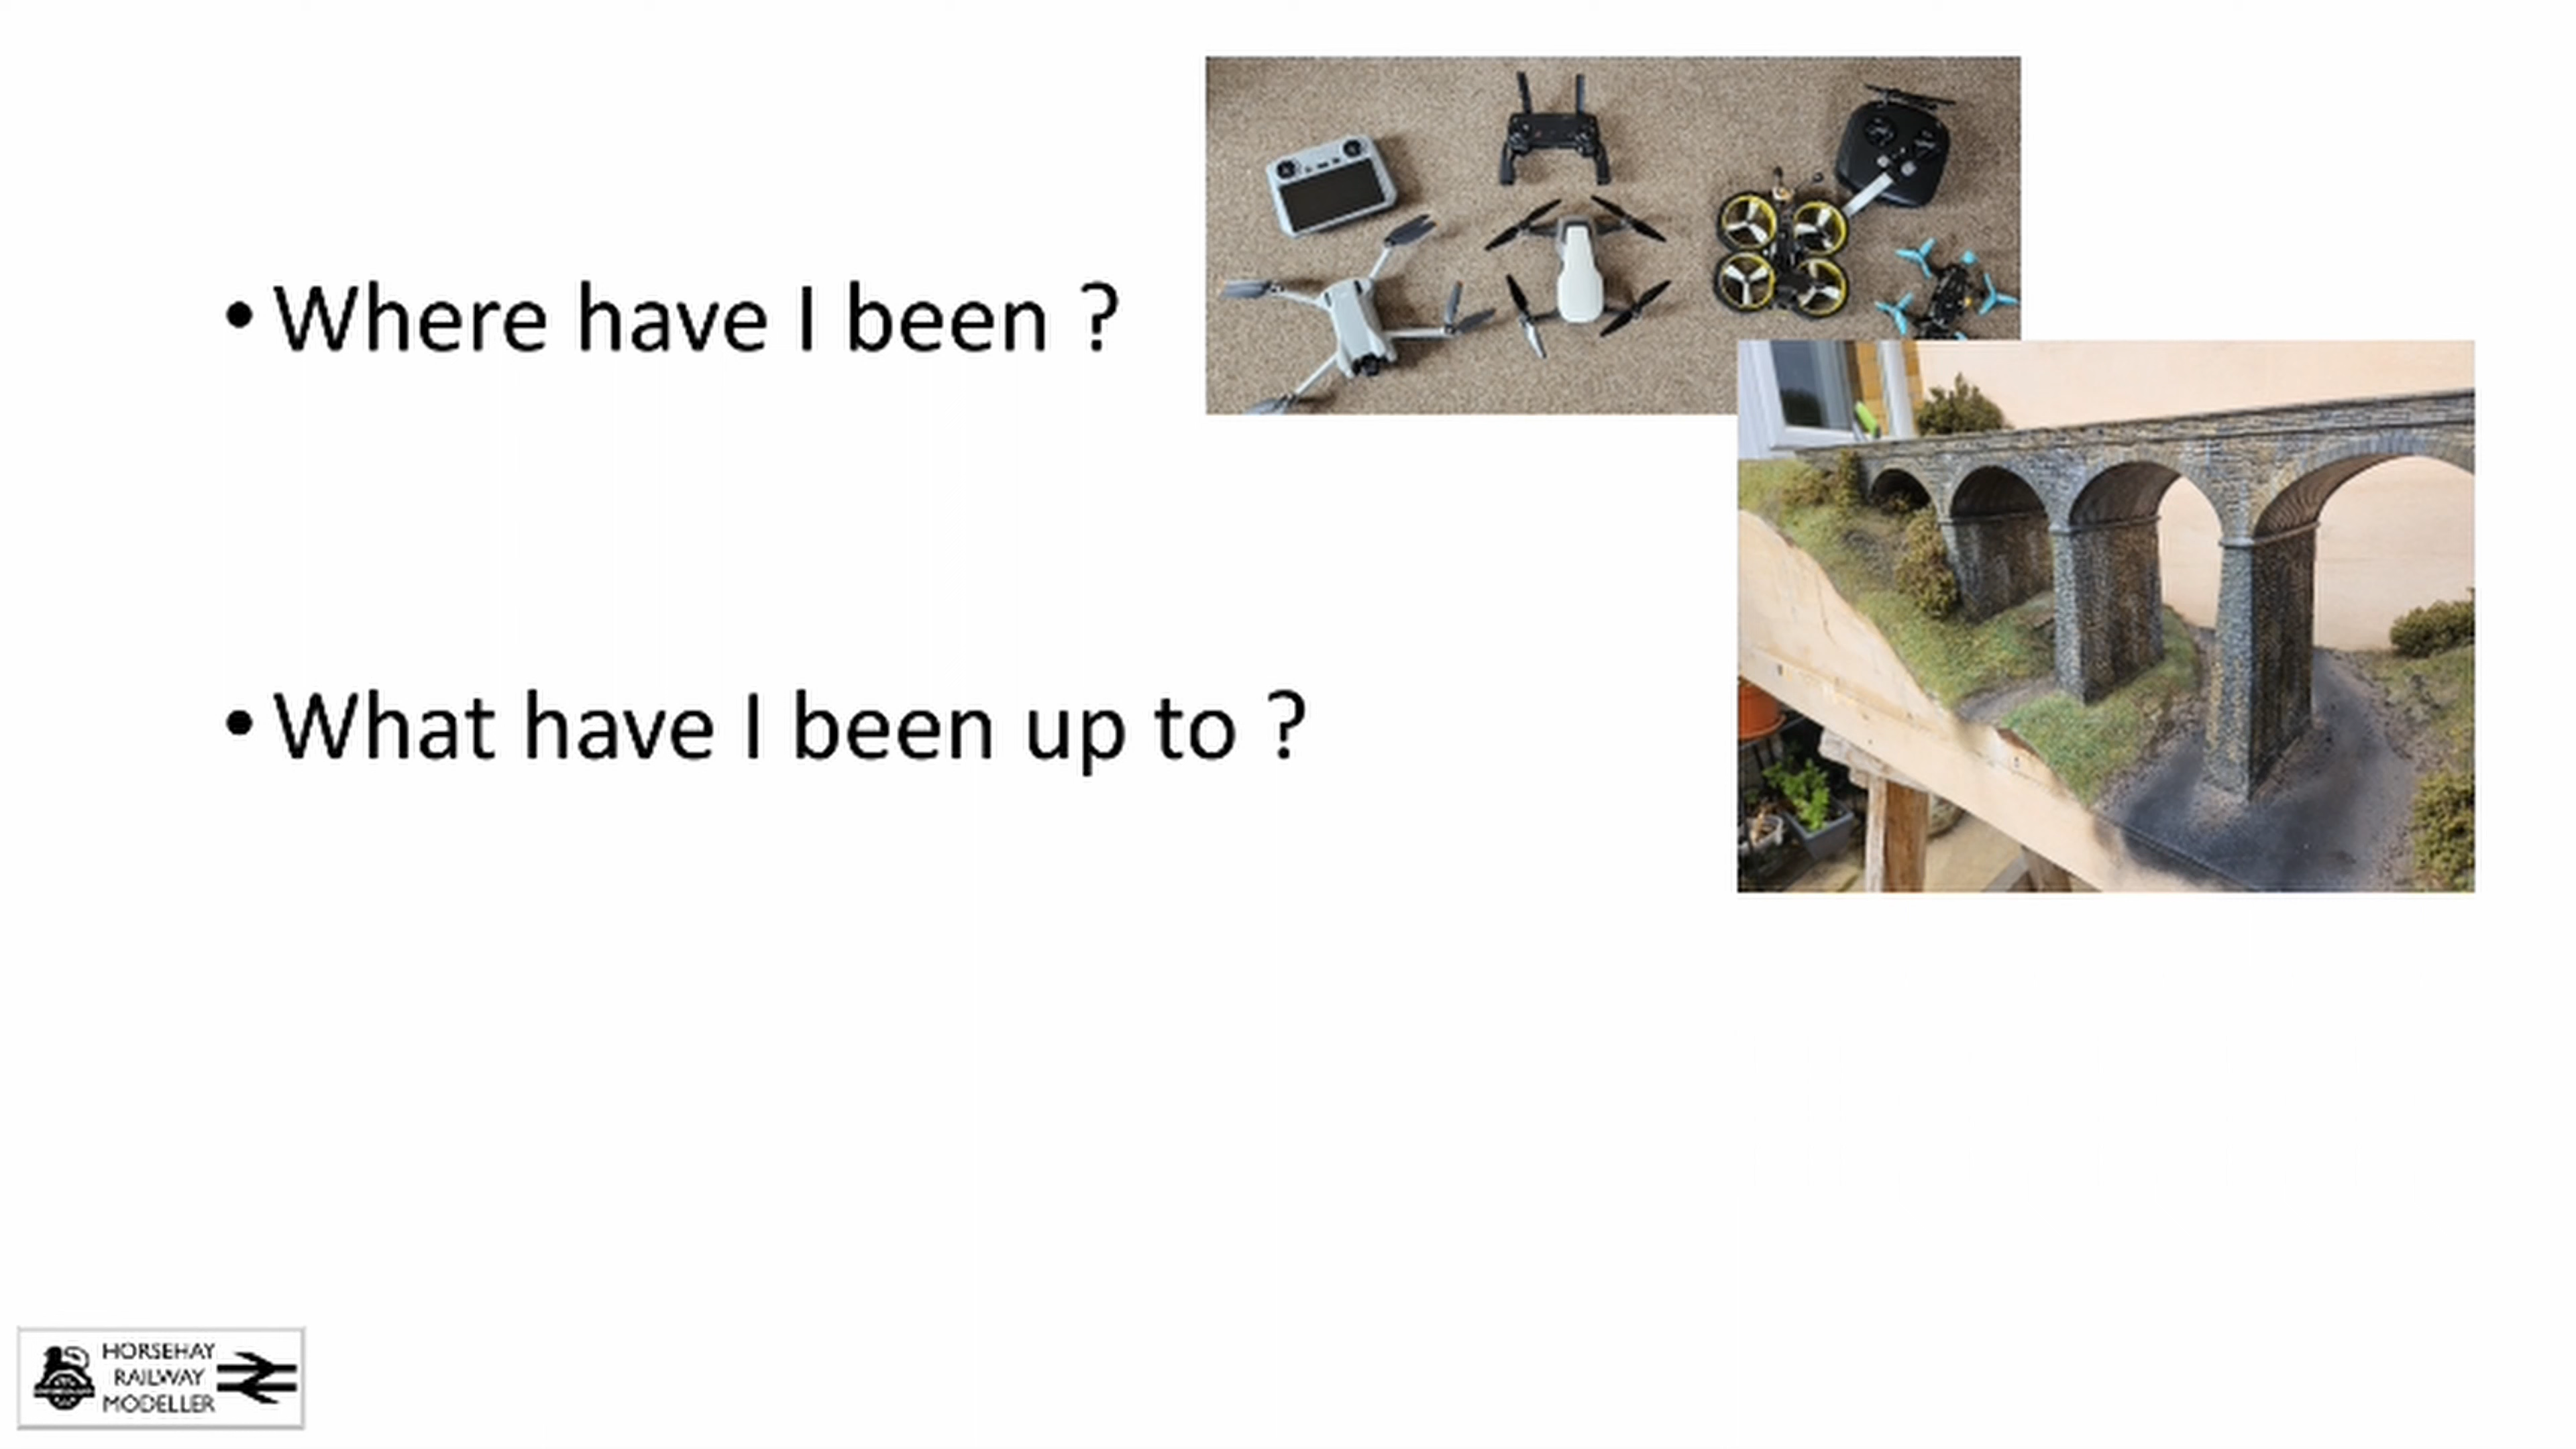 • Where have I been ?
• What have I been up to ?
HORSEHAY
RAILWAY
MODELLER